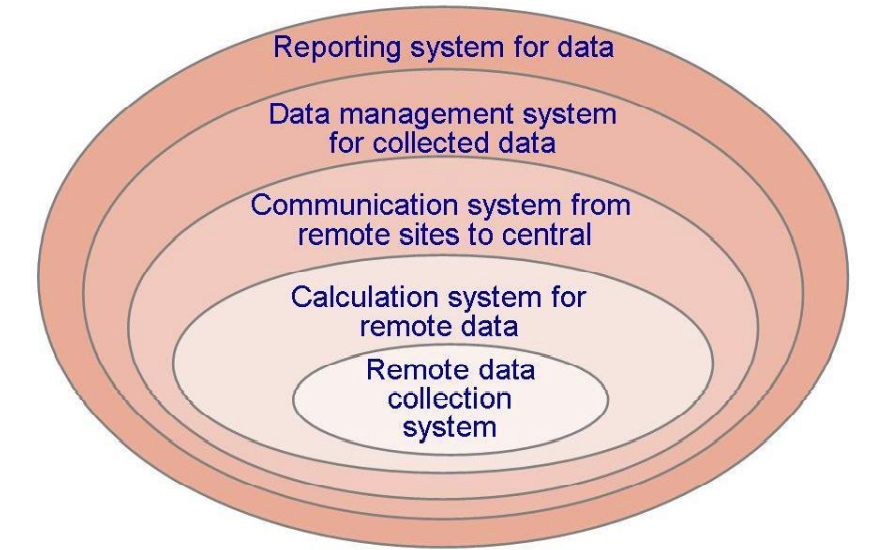 Reporting system for data
Data management system
for collected data
Communication system from
remote sites to central
Calculation system for
remote data
Remote data
collection
system